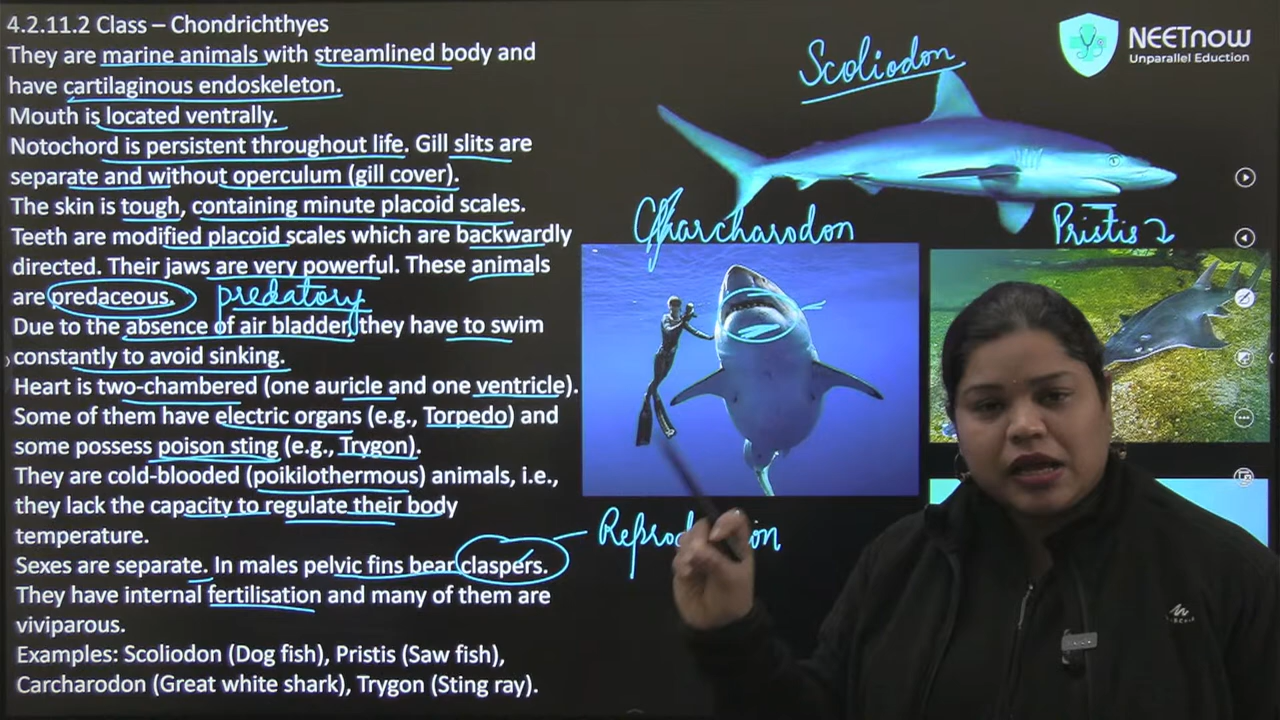 4.2.11.2 Class – Chondrichthyes
They are marine animals with streamlined body and
have cartilaginous endoskeleton.
Mouth is located ventrally.
Notochord is persistent throughout life. Gill slits are
separate and without operculum (gill cover).
The skin is tough, containing minute placoid scales.
Teeth are modified placoid scales which are backwardly
directed. Their jaws are very powerful. These animals
are predaceous. predatory
Due to the absence of air bladder, they have to swim
constantly to avoid sinking.
Heart is two-chambered (one auricle and one ventricle).
Some of them have electric organs (e.g., Torpedo) and
some possess poison sting (e.g., Trygon).
They are cold-blooded (poikilothermous) animals, i.e.,
they lack the capacity to regulate their body
temperature.
Sexes are separate. In males pelvic fins bear claspers.
They have internal fertilisation and many of them are
viviparous.
Examples: Scoliodon (Dog fish), Pristis (Saw fish),
Carcharodon (Great white shark), Trygon (Sting ray).
Scoliodon
NEETnow
Unparallel Eduction
Pristis